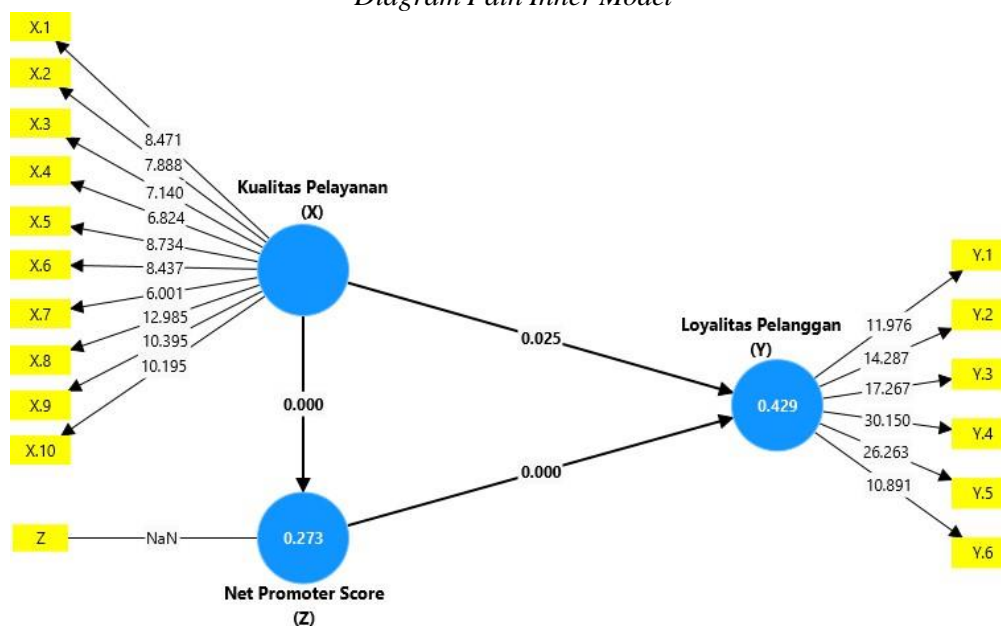 Diagram Path Inner Model
X.1
X.2
X.3
X.4
X.5
X.6
X.7
X.8
X.9
X.10
8.471
7.888
7.140
6.824
8.734
8.437
6.001
12.985
10.395
10.195
Kualitas Pelayanan
(X)
0.025
0.000
0.000
Loyalitas Pelanggan
(Y)
0.429
11.976
14.287
17.267
30.150
26.263
10.891
Y.1
Y.2
Y.3
Y.4
Y.5
Y.6
Z
NaN
0.273
Net Promoter Score
(Z)